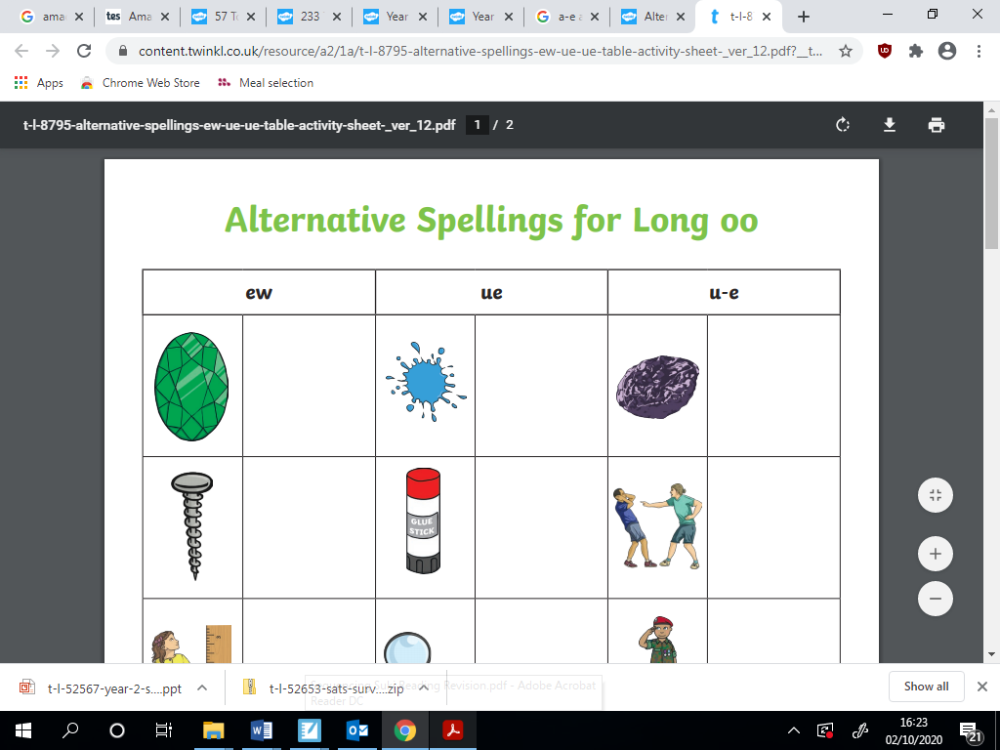 ama
tes Ama
57 T
233
Year
Year
a-e a
Alter
t-l-8
content.twinkl.co.uk/resource/a2/1a/t-l-8795-alternative-spellings-ew-ue-ue-table-activity-sheet-_ver_12.pdf?__t...
Apps Chrome Web Store Meal selection
t-l-8795-alternative-spellings-ew-ue-ue-table-activity-sheet-_ver_12.pdf 1 / 2
Alternative Spellings for Long oo
ew ue u-e
GLUE
STICK
t-l-52567-year-2-s....ppt t-l-52653-sats-surv....zip Reading Revision.pdf - Adobe Acrobat
Reader DC
Show all
16:23
02/10/2020
21